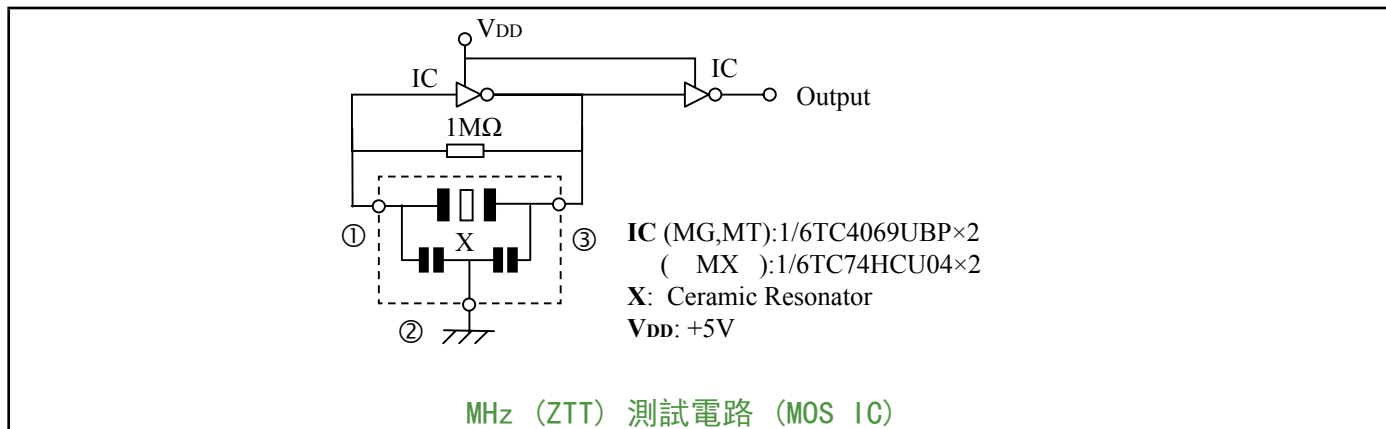 VDD
IC
IC
Output
1MΩ
①
X
③
②
IC (MG,MT):1/6TC4069UBP×2
( MX ):1/6TC74HCU04×2
X: Ceramic Resonator
VDD: +5V
MHz (ZTT) 測試電路 (MOS IC)